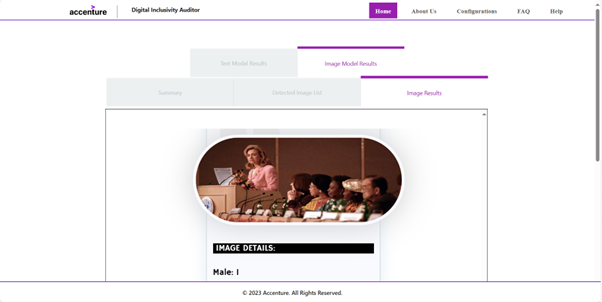 accenture
Digital Inclusivity Auditor
Home
About Us
Configurations
FAQ
Help
Text Model Results
Image Model Results
Summary
Detected Image List
Image Results
IMAGE DETAILS:
Male: 1
© 2023 Accenture. All Rights Reserved.